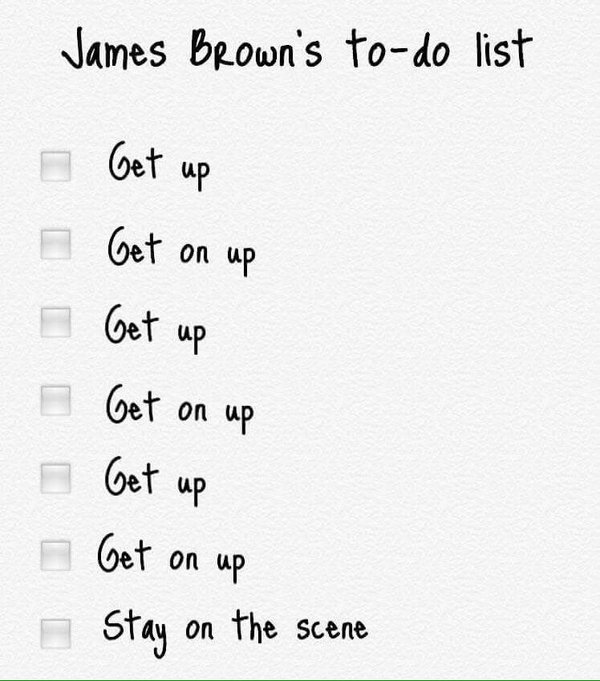 James Brown's to-do list
Get up
Get on up
Get up
Get on up
Get up
Get on up
Stay on the scene